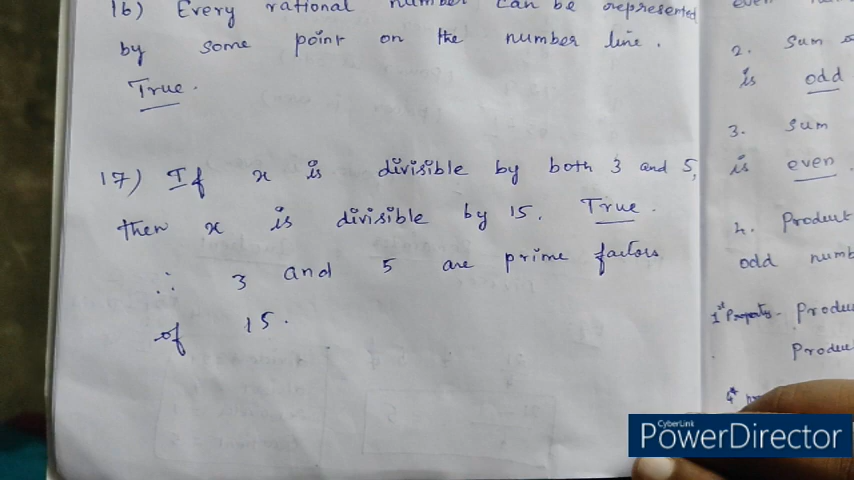 16) Every rational number can be represented
by some point on the number line.
True.
17) If x is divisible by both 3 and 5,
then x is divisible by 15. True.
∴ 3 and 5 are prime factors
of 15.
even
2. Sum
is odd
3. Sum
is even.
4. Product
odd numb
1st Property - Produ
Produ
CyberLink
PowerDirector